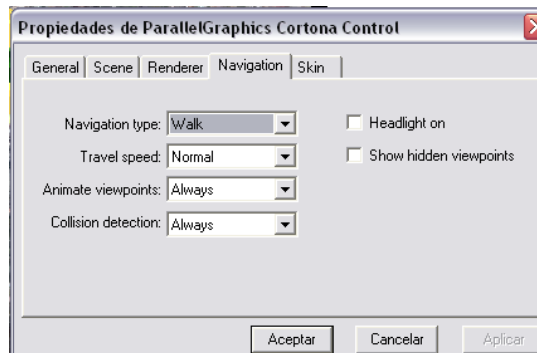 Propiedades de ParallelGraphics Cortona Control
General Scene Renderer Navigation Skin
Navigation type: Walk Headlight on
Travel speed: Normal Show hidden viewpoints
Animate viewpoints: Always
Collision detection: Always
Aceptar Cancelar Aplicar